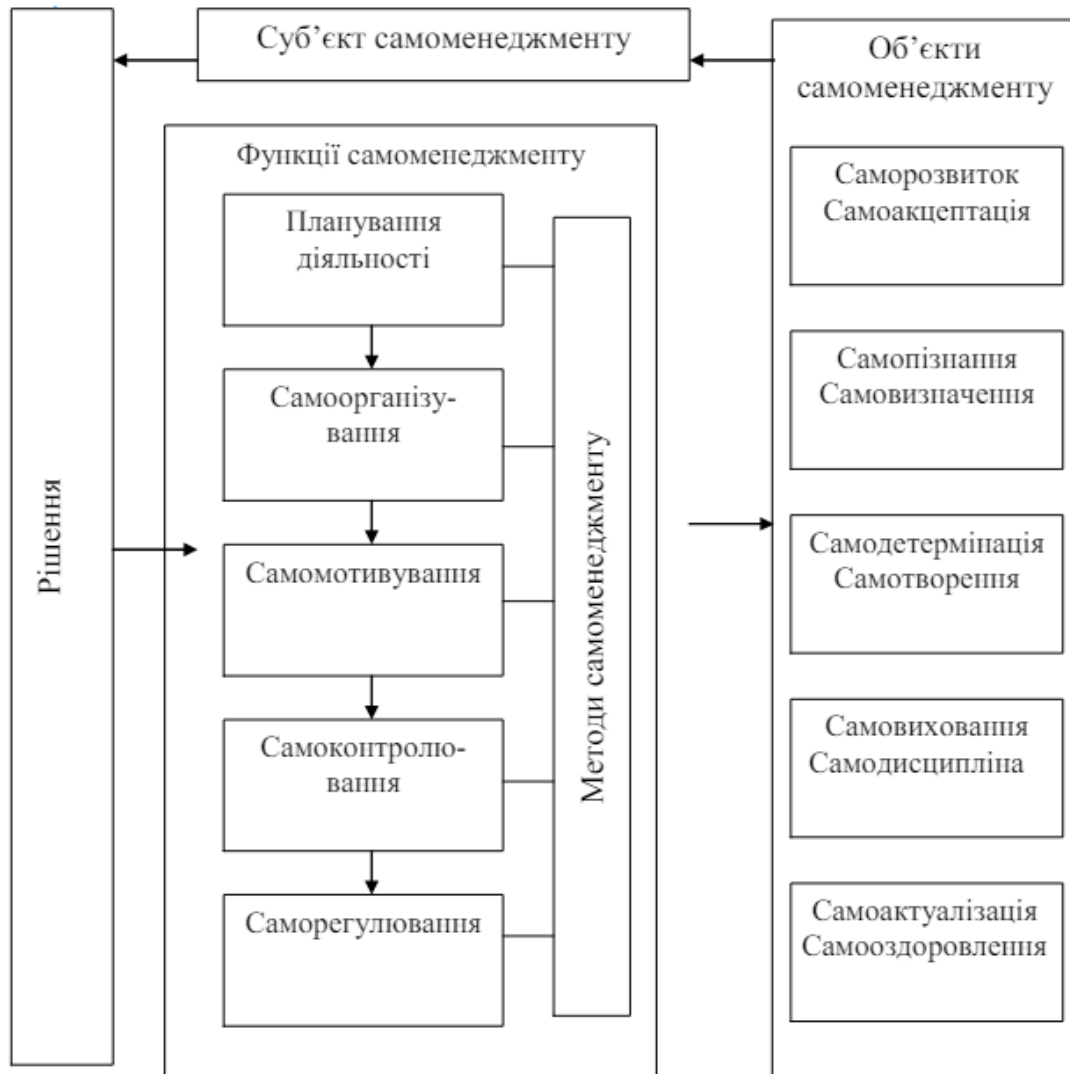 Суб’єкт самоменеджменту
Об’єкти
самоменеджменту
Рішення
Функції самоменеджменту
Планування
діяльності
Самоорганізу-
вання
Самомотивування
Самоконтролю-
вання
Саморегулювання
Методи самоменеджменту
Саморозвиток
Самоакцептація
Самопізнання
Самовизначення
Самодетермінація
Самотворення
Самовиховання
Самодисципліна
Самоактуалізація
Самооздоровлення